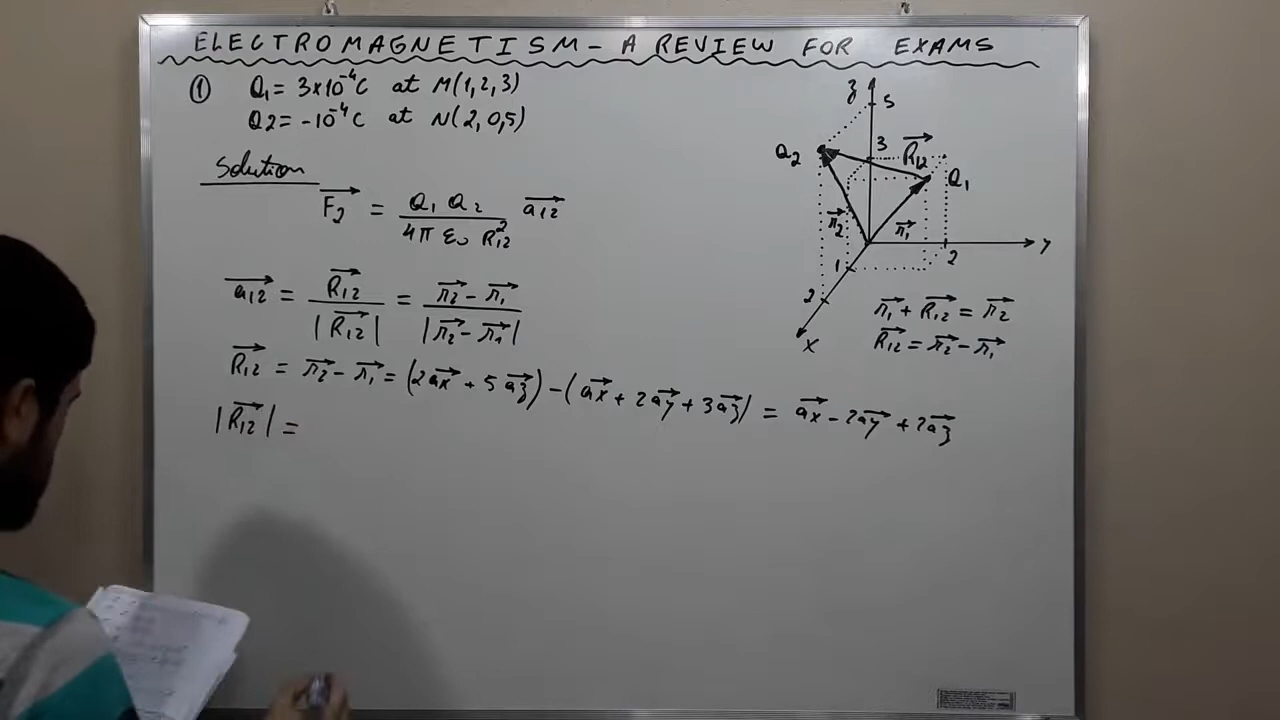 ELECTROMAGNETISM - A REVIEW FOR EXAMS
① Q₁ = 3x10⁻⁴C at M(1,2,3)
Q2 = -10⁻⁴C at N(2,0,5)
Solution
F₂⃗ = Q₁ Q₂ / 4π ε₀ R₁₂² a₁₂⃗
a₁₂⃗ = R₁₂⃗ / |R₁₂⃗| = r₂⃗ - r₁⃗ / |r₂⃗ - r₁⃗|
R₁₂⃗ = r₂⃗ - r₁⃗ = (2ax⃗ + 5az⃗) - (ax⃗ + 2ay⃗ + 3az⃗) = ax⃗ - 2ay⃗ + 2az⃗
|R₁₂⃗| =
z
5
Q₂
3
R₁₂⃗
Q₁
r₂⃗
r₁⃗
y
1
2
2
x
r₁⃗ + R₁₂⃗ = r₂⃗
R₁₂⃗ = r₂⃗ - r₁⃗